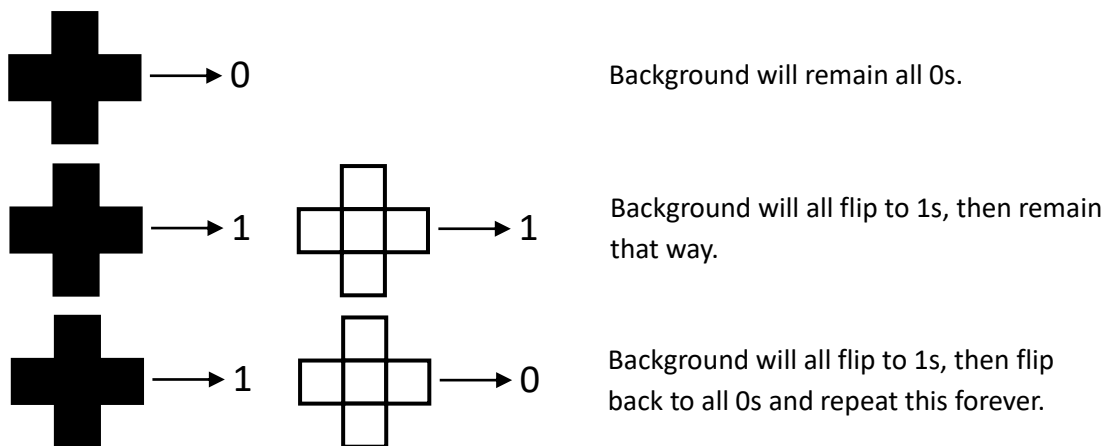 0
Background will remain all 0s.
1 1
Background will all flip to 1s, then remain
that way.
1 0
Background will all flip to 1s, then flip
back to all 0s and repeat this forever.